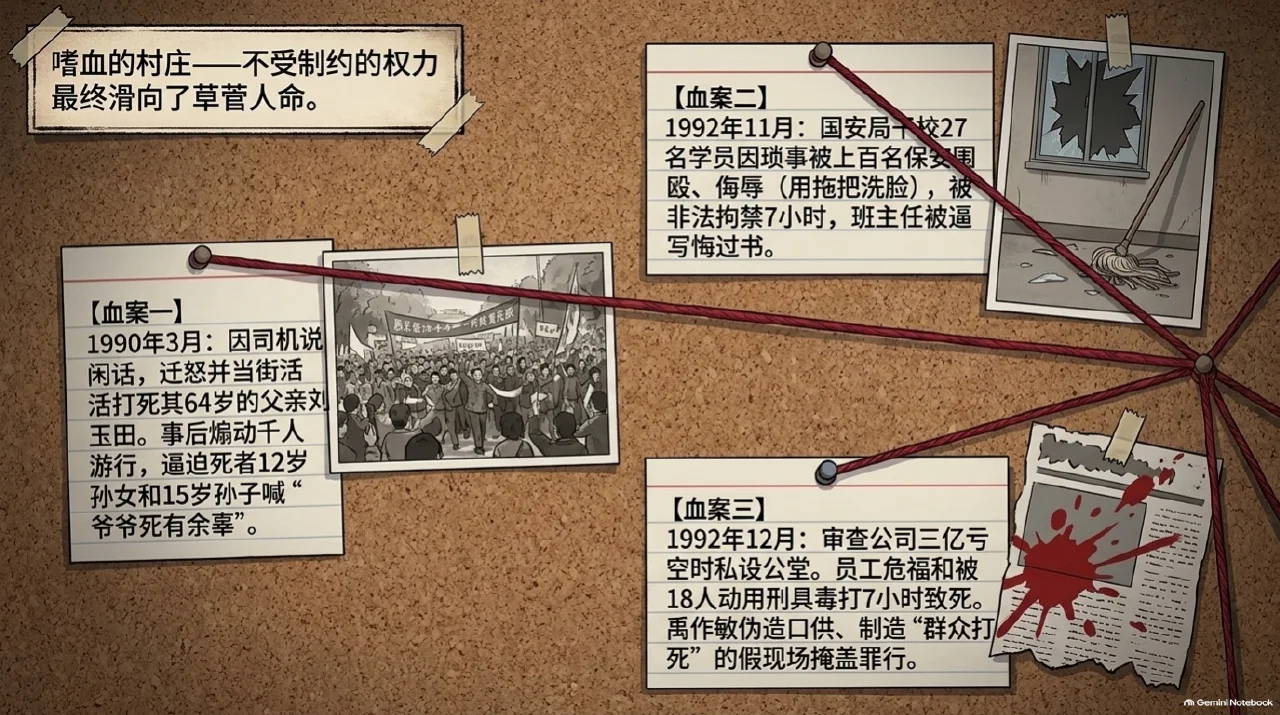 嗜血的村庄——不受制约的权力
最终滑向了草菅人命。
【血案一】
1990年3月：因司机说
闲话，迁怒并当街活
活打死其64岁的父亲刘
玉田。事后煽动千人
游行，逼迫死者12岁
孙女和15岁孙子喊“
爷爷死有余辜”。
【血案二】
1992年11月：国安局干校27
名学员因琐事被上百名保安围
殴、侮辱（用拖把洗脸），被
非法拘禁7小时，班主任被逼
写悔过书。
【血案三】
1992年12月：审查公司三亿亏
空时私设公堂。员工危福和被
18人动用刑具毒打7小时致死。
禹作敏伪造口供、制造“群众打
死”的假现场掩盖罪行。
Gemini Notebook